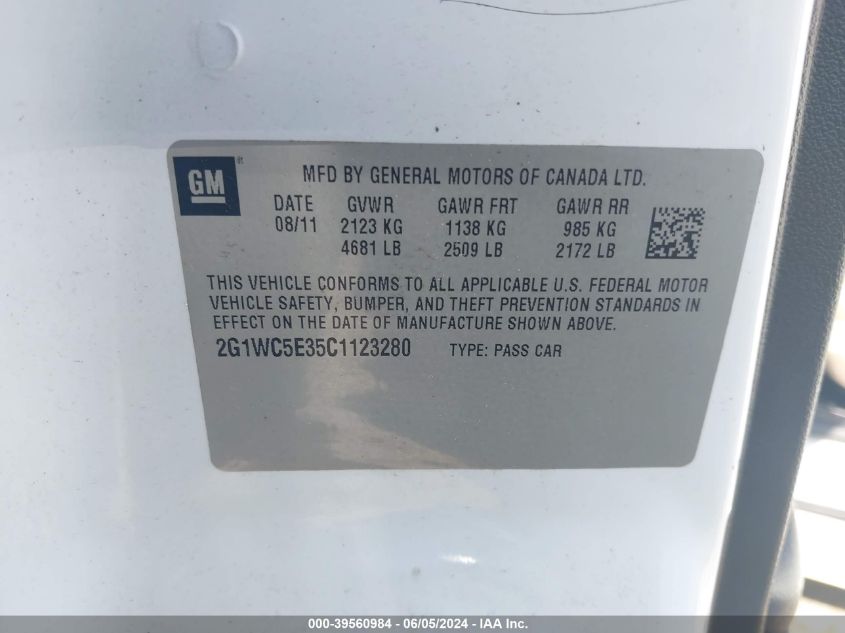 GM
MFD BY GENERAL MOTORS OF CANADA LTD.
DATE GVWR GAWR FRT GAWR RR
08/11 2123 KG 1138 KG 985 KG
4681 LB 2509 LB 2172 LB
THIS VEHICLE CONFORMS TO ALL APPLICABLE U.S. FEDERAL MOTOR
VEHICLE SAFETY, BUMPER, AND THEFT PREVENTION STANDARDS IN
EFFECT ON THE DATE OF MANUFACTURE SHOWN ABOVE.
2G1WC5E35C1123280 TYPE: PASS CAR
000-39560984 - 06/05/2024 - IAA Inc.